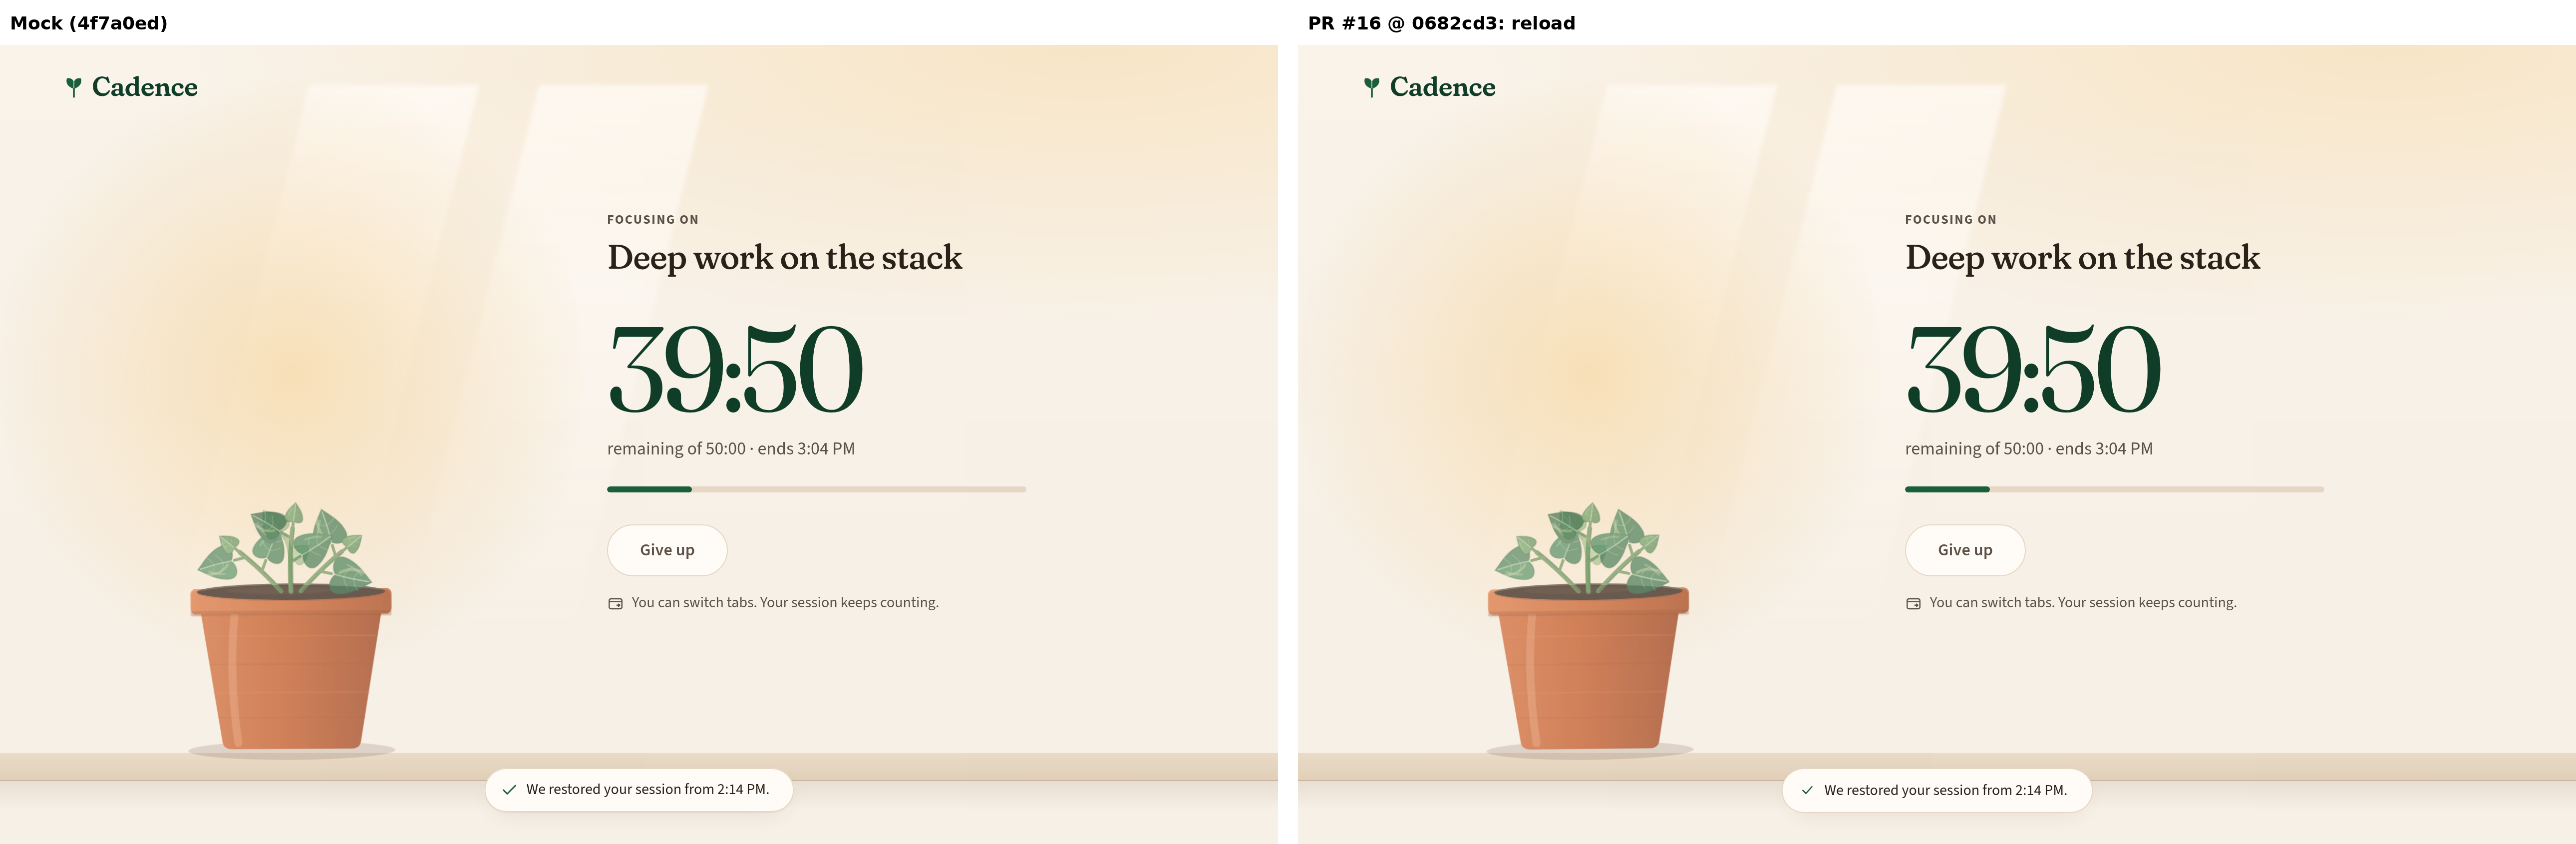 Mock (4f7a0ed)
Cadence
FOCUSING ON
Deep work on the stack
39:50
remaining of 50:00 · ends 3:04 PM
Give up
You can switch tabs. Your session keeps counting.
We restored your session from 2:14 PM.
PR #16 @ 0682cd3: reload
Cadence
FOCUSING ON
Deep work on the stack
39:50
remaining of 50:00 · ends 3:04 PM
Give up
You can switch tabs. Your session keeps counting.
We restored your session from 2:14 PM.